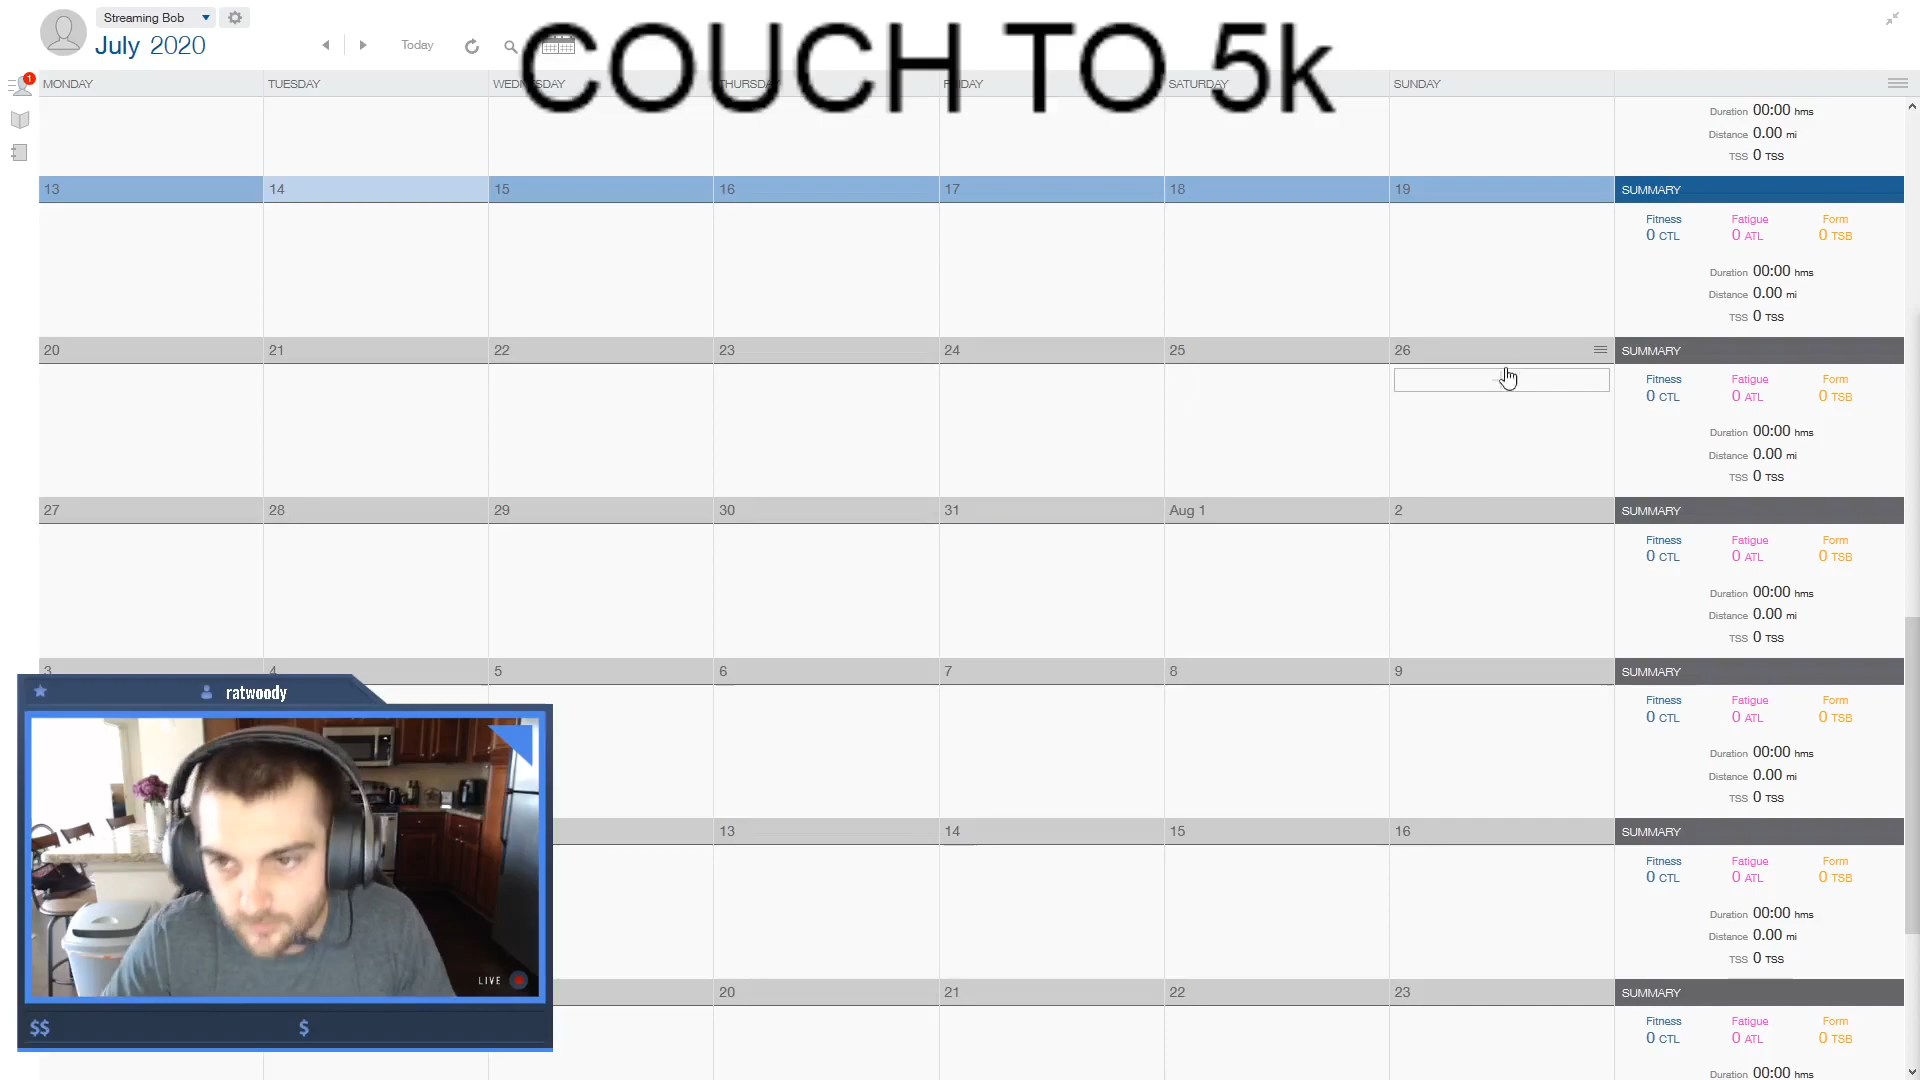 Streaming Bob
July 2020
Today
COUCH TO 5k
1
MONDAY TUESDAY WEDNESDAY THURSDAY FRIDAY SATURDAY SUNDAY
Duration 00:00 hms
Distance 0.00 mi
TSS 0 TSS
13 14 15 16 17 18 19 SUMMARY
Fitness Fatigue Form
0 CTL 0 ATL 0 TSB
Duration 00:00 hms
Distance 0.00 mi
TSS 0 TSS
20 21 22 23 24 25 26 SUMMARY
Fitness Fatigue Form
0 CTL 0 ATL 0 TSB
Duration 00:00 hms
Distance 0.00 mi
TSS 0 TSS
27 28 29 30 31 Aug 1 2 SUMMARY
Fitness Fatigue Form
0 CTL 0 ATL 0 TSB
Duration 00:00 hms
Distance 0.00 mi
TSS 0 TSS
3 4 5 6 7 8 9 SUMMARY
ratwoody
Fitness Fatigue Form
0 CTL 0 ATL 0 TSB
Duration 00:00 hms
Distance 0.00 mi
TSS 0 TSS
13 14 15 16 SUMMARY
Fitness Fatigue Form
0 CTL 0 ATL 0 TSB
Duration 00:00 hms
Distance 0.00 mi
TSS 0 TSS
LIVE
20 21 22 23 SUMMARY
$$ $
Fitness Fatigue Form
0 CTL 0 ATL 0 TSB
Duration 00:00 hms